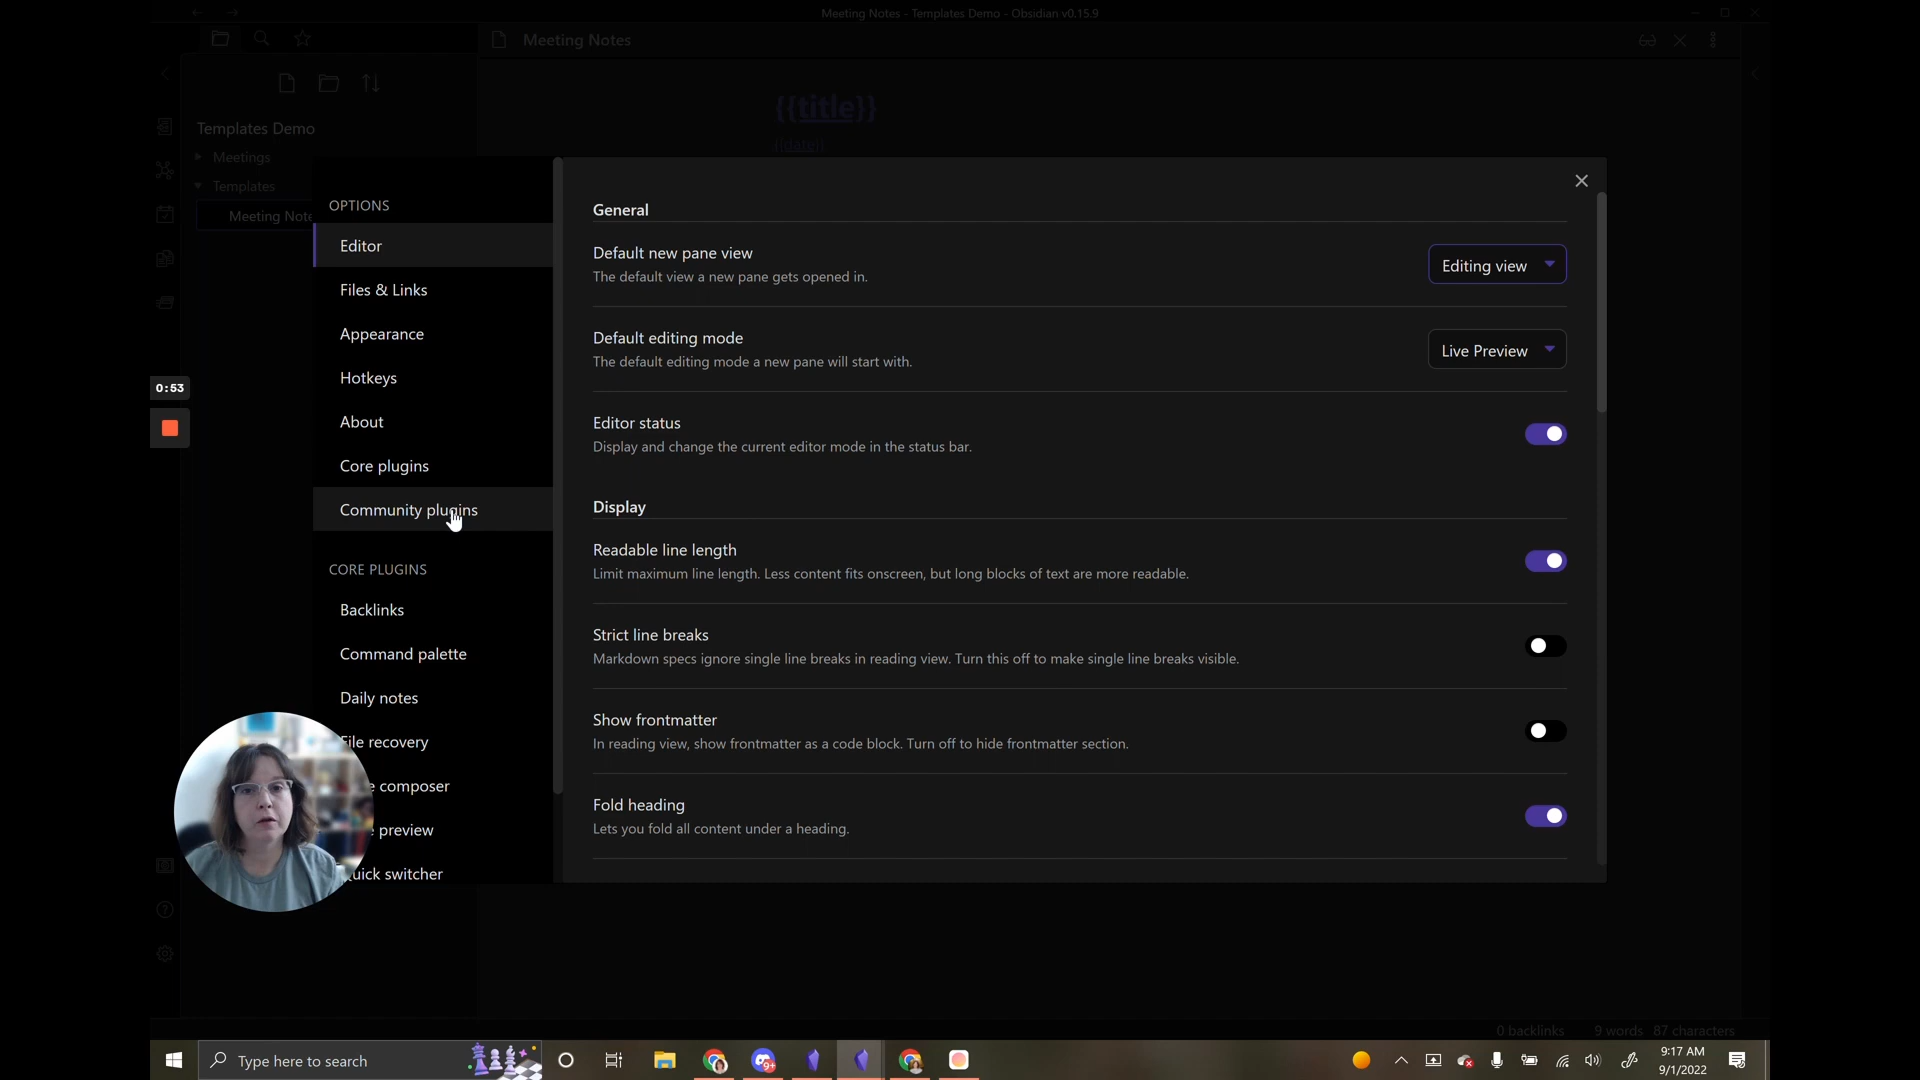 Meeting Notes - Templates Demo - Obsidian v0.15.9
Meeting Notes
{{title}}
{{date}}
Templates Demo
Meetings
Templates
Meeting Note
OPTIONS
Editor
Files & Links
Appearance
Hotkeys
About
Core plugins
Community plugins
CORE PLUGINS
Backlinks
Command palette
Daily notes
File recovery
e composer
e preview
Quick switcher
General
Default new pane view
The default view a new pane gets opened in.
Editing view
Default editing mode
The default editing mode a new pane will start with.
Live Preview
Editor status
Display and change the current editor mode in the status bar.
Display
Readable line length
Limit maximum line length. Less content fits onscreen, but long blocks of text are more readable.
Strict line breaks
Markdown specs ignore single line breaks in reading view. Turn this off to make single line breaks visible.
Show frontmatter
In reading view, show frontmatter as a code block. Turn off to hide frontmatter section.
Fold heading
Lets you fold all content under a heading.
0:53
0 backlinks 9 words 87 characters
Type here to search
9+
9:17 AM
9/1/2022